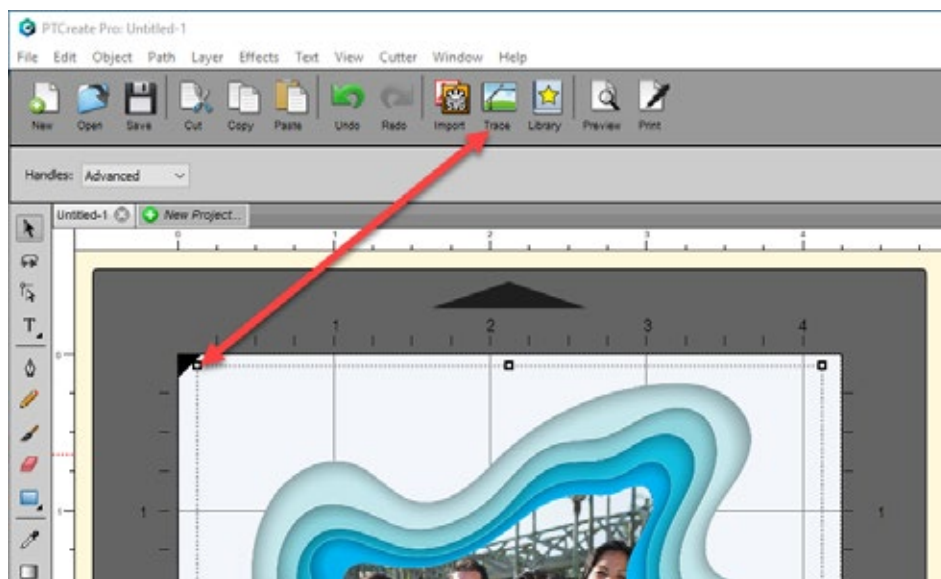 PTCreate Pro: Untitled-1
File Edit Object Path Layer Effects Text View Cutter Window Help
New Open Save Cut Copy Paste Undo Redo Import Trace Library Preview Print
SVG
Handles: Advanced
Untitled-1 New Project...
0 1 2 3 4
1 2 3 4
T
0
1 1 1